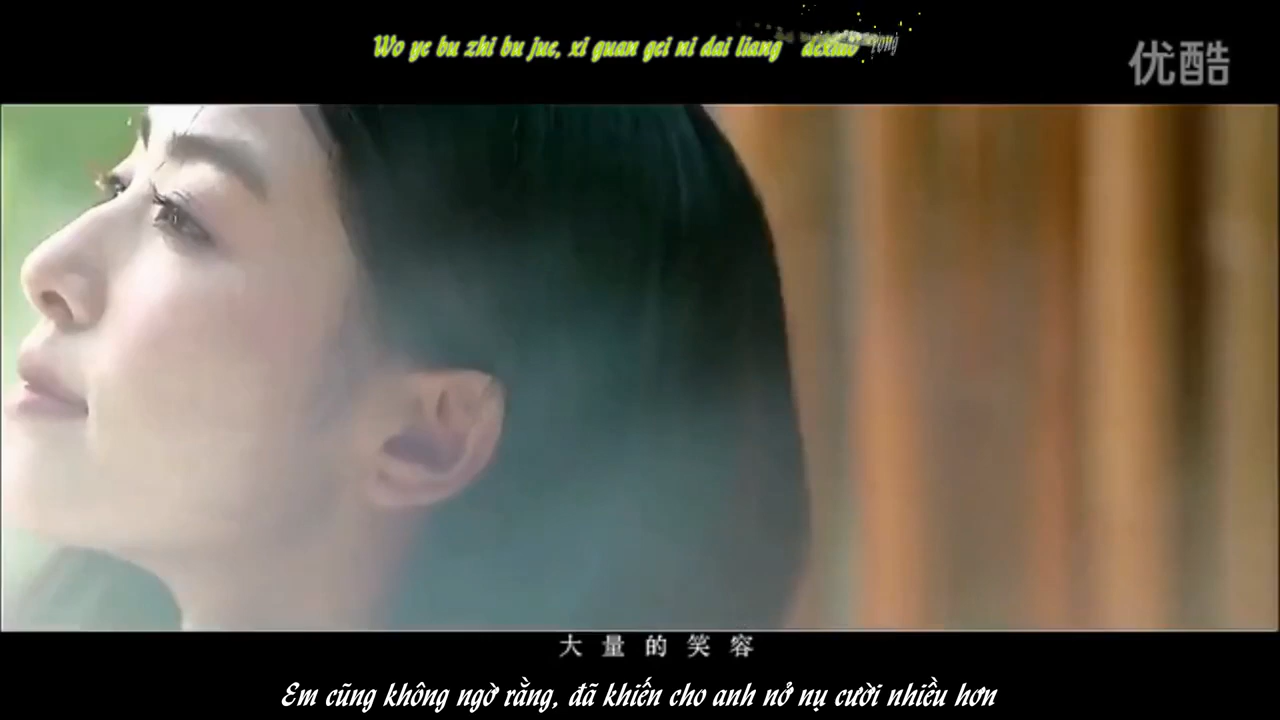 Wo ye bu zhi bu jue, xi guan gei ni dai liang
优酷
大量的笑容
Em cũng không ngờ rằng, đã khiến cho anh nở nụ cười nhiều hơn